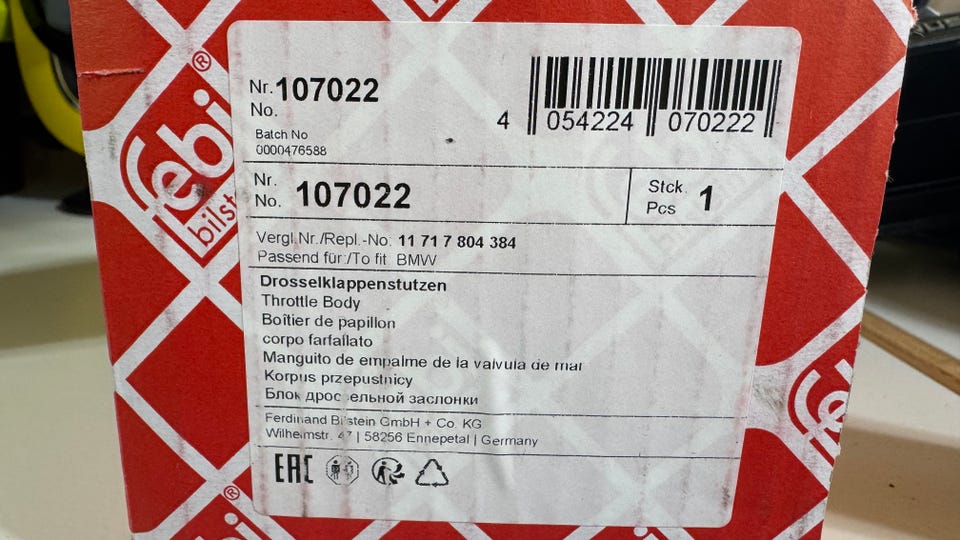 febi®
bilst
Nr. 107022
No.
Batch No
0000476588
4 054224 070222
Nr.
No. 107022
Stck
Pcs 1
Vergl.Nr./Repl.-No. 11 71 7 804 384
Passend für:/To fit BMW
Drosselklappenstutzen
Throttle Body
Boîtier de papillon
corpo farfallato
Manguito de empalme de la valvula de mar
Korpus przepustnicy
Блок дроссельной заслонки
Ferdinand Bilstein GmbH + Co. KG
Wilhelmstr. 47 | 58256 Ennepetal | Germany
EAC
fe
®
febi